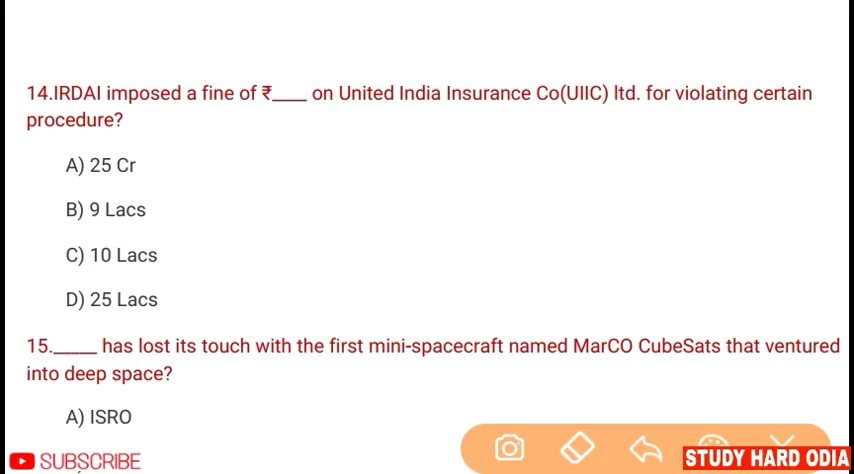 14.IRDAI imposed a fine of ₹____ on United India Insurance Co(UIIC) ltd. for violating certain
procedure?
A) 25 Cr
B) 9 Lacs
C) 10 Lacs
D) 25 Lacs
15._____ has lost its touch with the first mini-spacecraft named MarCO CubeSats that ventured
into deep space?
A) ISRO
SUBSCRIBE
STUDY HARD ODIA